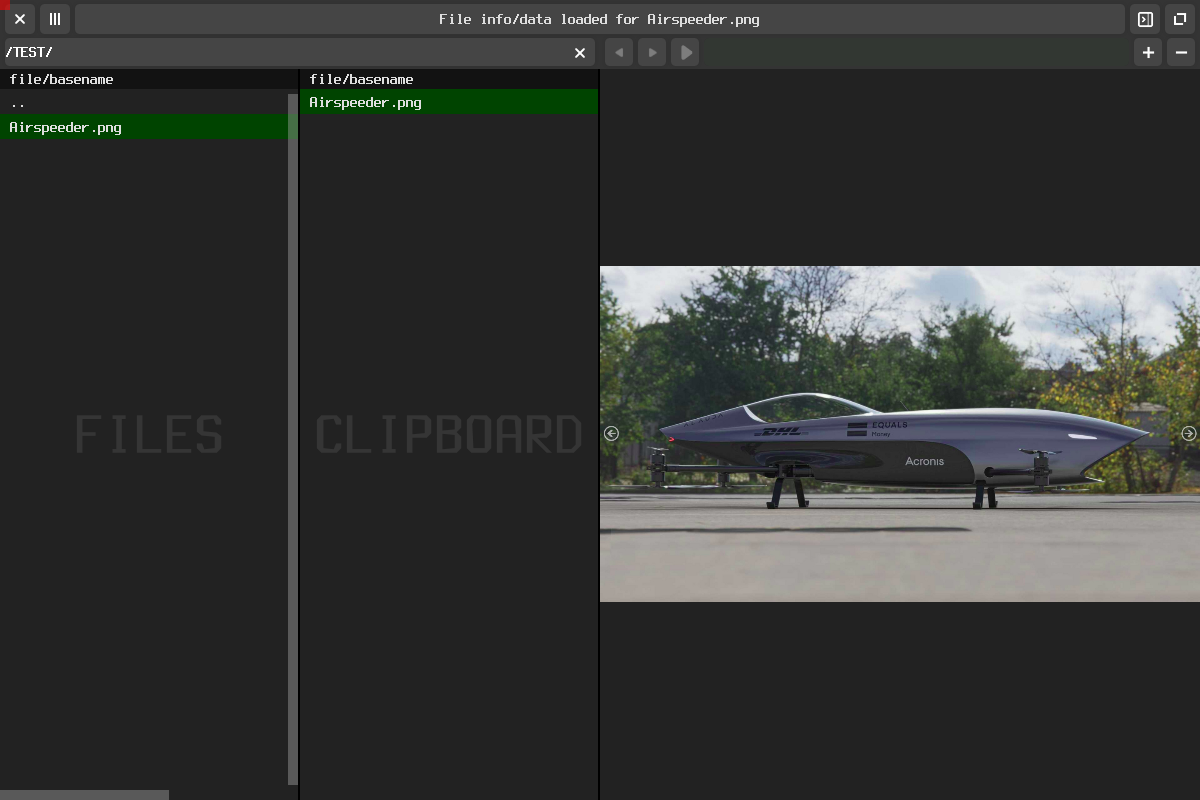 File info/data loaded for Airspeeder.png
/TEST/
file/basename
file/basename
..
Airspeeder.png
Airspeeder.png
FILES
CLIPBOARD
DHL
EQUALS
Money
Acronis